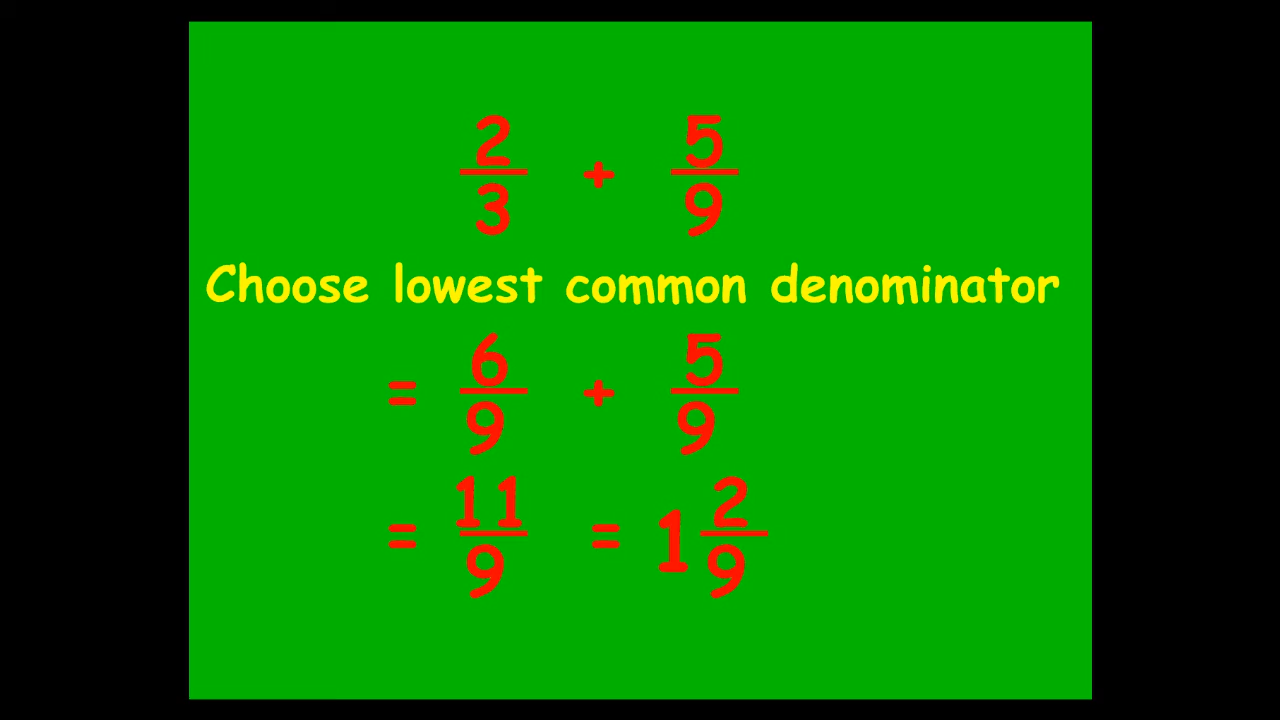 2/3 + 5/9
Choose lowest common denominator
= 6/9 + 5/9
= 11/9 = 1 2/9